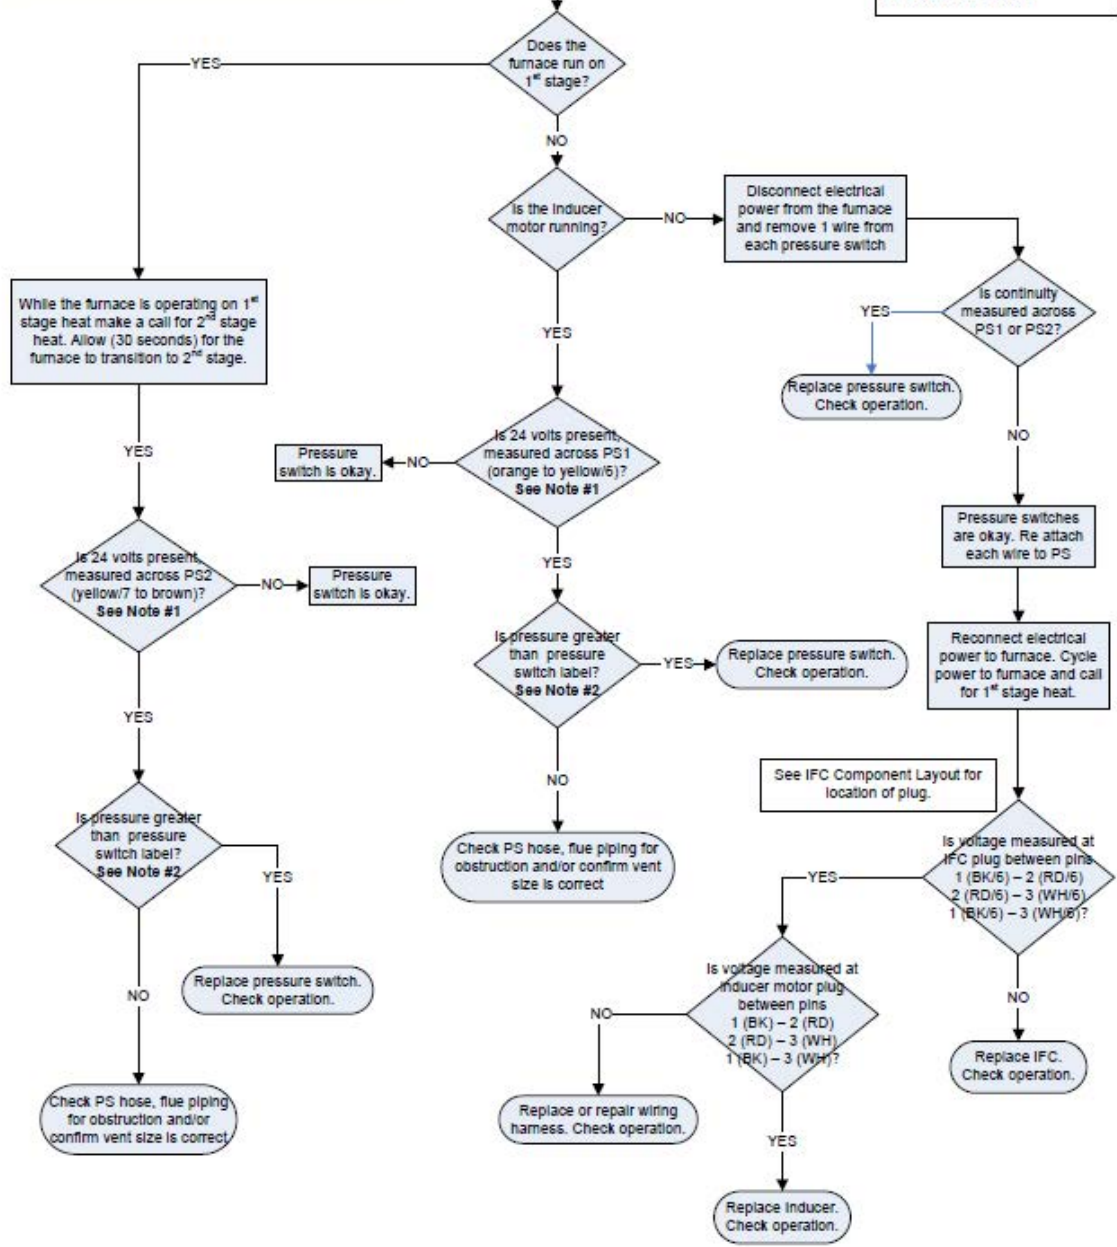 Does the
furnace run on
1st stage?
YES
NO
Is the Inducer
motor running?
NO
Disconnect electrical
power from the furnace
and remove 1 wire from
each pressure switch
YES
While the furnace is operating on 1st
stage heat make a call for 2nd stage
heat. Allow (30 seconds) for the
furnace to transition to 2nd stage.
Is continuity
measured across
PS1 or PS2?
YES
Replace pressure switch.
Check operation.
NO
YES
Is 24 volts present,
measured across PS1
(orange to yellow/6)?
See Note #1
NO
Pressure
switch is okay.
Pressure switches
are okay. Re attach
each wire to PS
Is 24 volts present,
measured across PS2
(yellow/7 to brown)?
See Note #1
NO
Pressure
switch is okay.
YES
Is pressure greater
than pressure
switch label?
See Note #2
YES
Replace pressure switch.
Check operation.
Reconnect electrical
power to furnace. Cycle
power to furnace and call
for 1st stage heat.
YES
NO
See IFC Component Layout for
location of plug.
Is pressure greater
than pressure
switch label?
See Note #2
YES
Check PS hose, flue piping for
obstruction and/or confirm vent
size is correct
Is voltage measured at
IFC plug between pins
1 (BK/6) – 2 (RD/6)
2 (RD/6) – 3 (WH/6)
1 (BK/6) – 3 (WH/6)?
YES
Replace pressure switch.
Check operation.
NO
Is voltage measured at
inducer motor plug
between pins
1 (BK) – 2 (RD)
2 (RD) – 3 (WH)
1 (BK) – 3 (WH)?
NO
NO
Replace IFC.
Check operation.
Check PS hose, flue piping
for obstruction and/or
confirm vent size is correct
Replace or repair wiring
harness. Check operation.
YES
Replace Inducer.
Check operation.